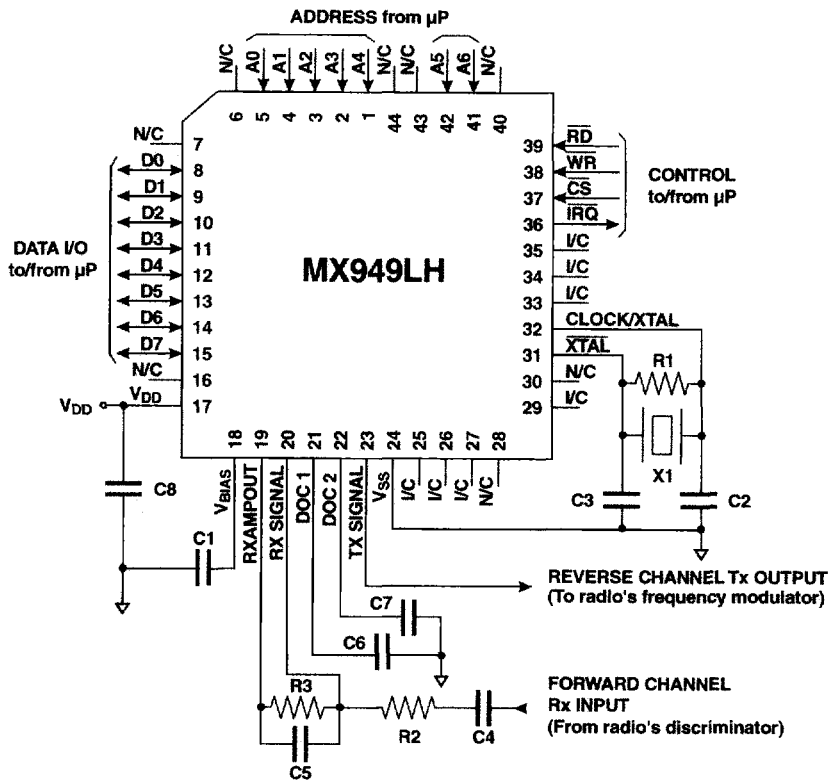 ADDRESS from µP
N/C A0 A1 A2 A3 A4 N/C N/C A5 A6 N/C
6 5 4 3 2 1 44 43 42 41 40
N/C 7
D0 8
D1 9
D2 10
D3 11
D4 12
D5 13
D6 14
D7 15
N/C 16
VDD VDD 17
DATA I/O
to/from µP
MX949LH
39 RD
38 WR
37 CS
36 IRQ
35 I/C
34 I/C
33 I/C
32 CLOCK/XTAL
31 XTAL
30 N/C
29 I/C
CONTROL
to/from µP
R1
X1
C3 C2
18 19 20 21 22 23 24 25 26 27 28
VBIAS RXAMPOUT RX SIGNAL DOC 1 DOC 2 TX SIGNAL VSS I/C I/C I/C N/C
C8
C1
REVERSE CHANNEL Tx OUTPUT
(To radio's frequency modulator)
C7
C6
FORWARD CHANNEL
Rx INPUT
(From radio's discriminator)
R3
R2 C4
C5